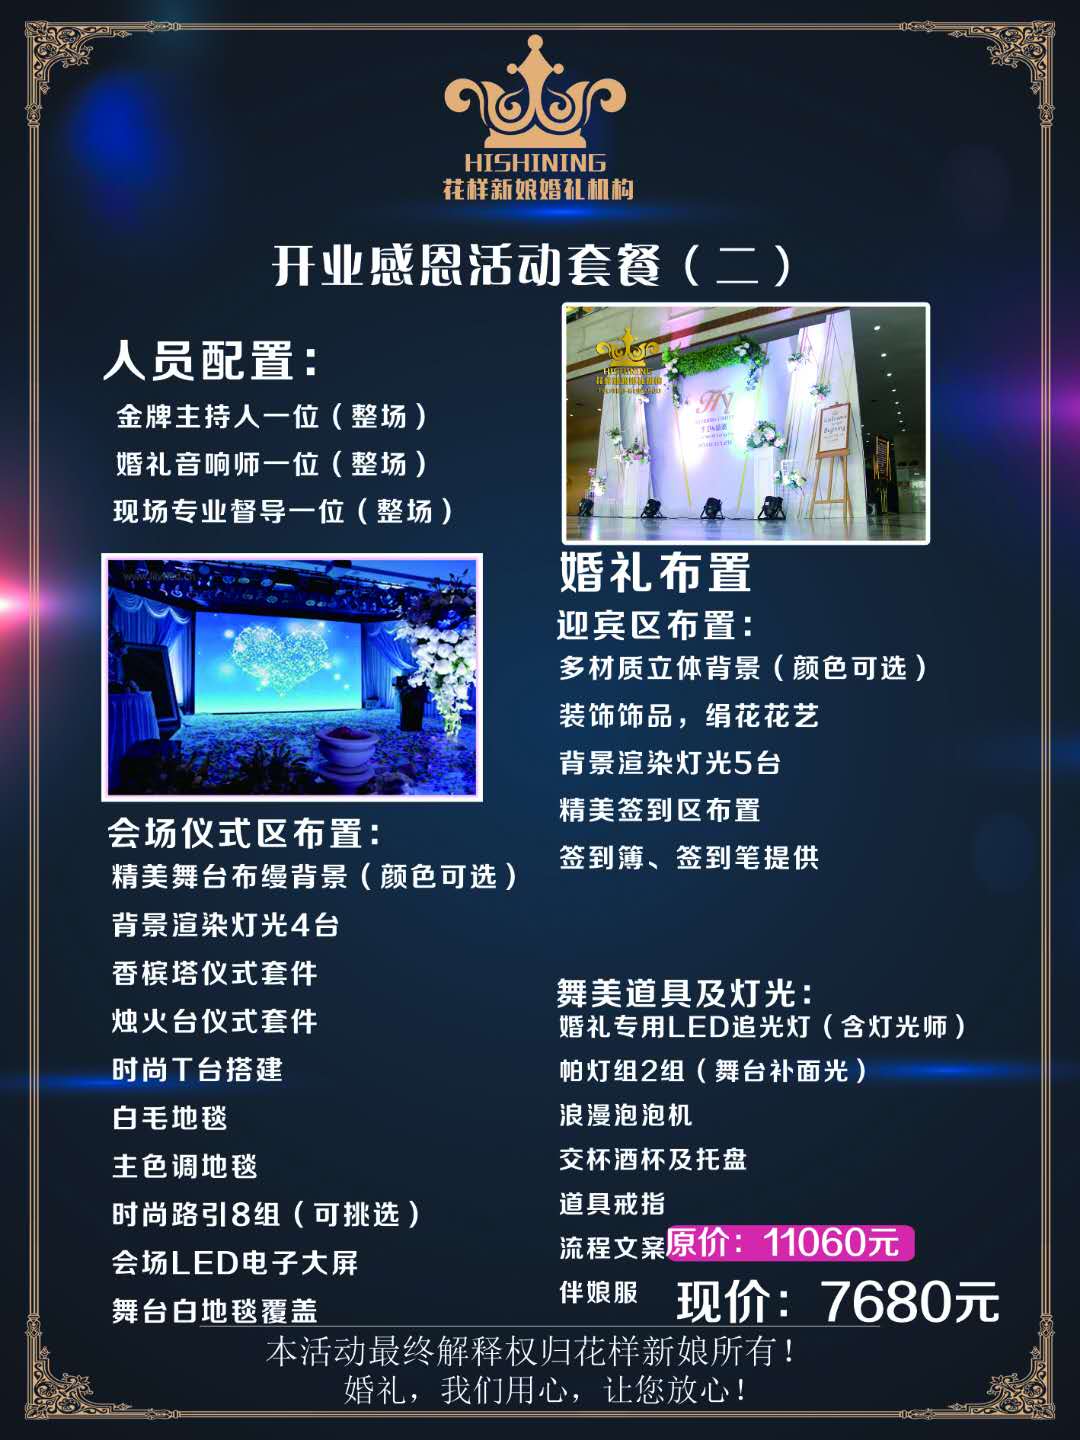 HISHINING
花样新娘婚礼机构
开业感恩活动套餐（二）
人员配置：
金牌主持人一位（整场）
婚礼音响师一位（整场）
现场专业督导一位（整场）
会场仪式区布置：
精美舞台布缦背景（颜色可选）
背景渲染灯光4台
香槟塔仪式套件
烛火台仪式套件
时尚T台搭建
白毛地毯
主色调地毯
时尚路引8组（可挑选）
会场LED电子大屏
舞台白地毯覆盖
HISHINING
Hy
Welcome
婚礼布置
迎宾区布置：
多材质立体背景（颜色可选）
装饰饰品，绢花花艺
背景渲染灯光5台
精美签到区布置
签到簿、签到笔提供
舞美道具及灯光：
婚礼专用LED追光灯（含灯光师）
帕灯组2组（舞台补面光）
浪漫泡泡机
交杯酒杯及托盘
道具戒指
流程文案
伴娘服
原价：11060元
现价：7680元
本活动最终解释权归花样新娘所有！
婚礼，我们用心，让您放心！